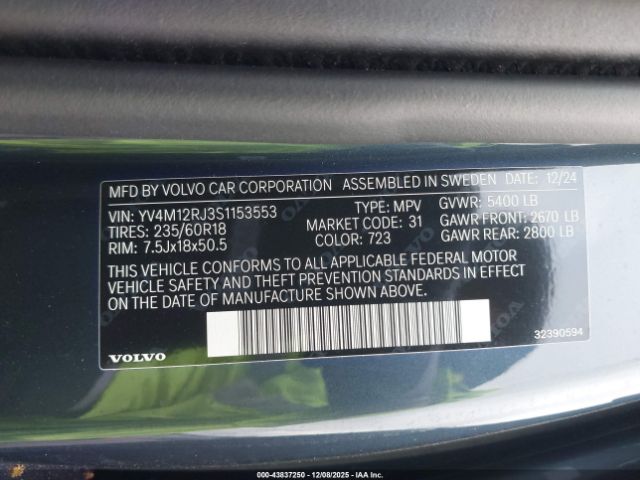 MFD BY VOLVO CAR CORPORATION ASSEMBLED IN SWEDEN DATE: 12/24
VIN: YV4M12RJ3S1153553 TYPE: MPV GVWR: 5400 LB
TIRES: 235/60R18 MARKET CODE: 31 GAWR FRONT: 2670 LB
RIM: 7.5Jx18x50.5 COLOR: 723 GAWR REAR: 2800 LB
THIS VEHICLE CONFORMS TO ALL APPLICABLE FEDERAL MOTOR
VEHICLE SAFETY AND THEFT PREVENTION STANDARDS IN EFFECT
ON THE DATE OF MANUFACTURE SHOWN ABOVE.
VOLVO 32390594
000-43837250 - 12/08/2025 - IAA Corp.